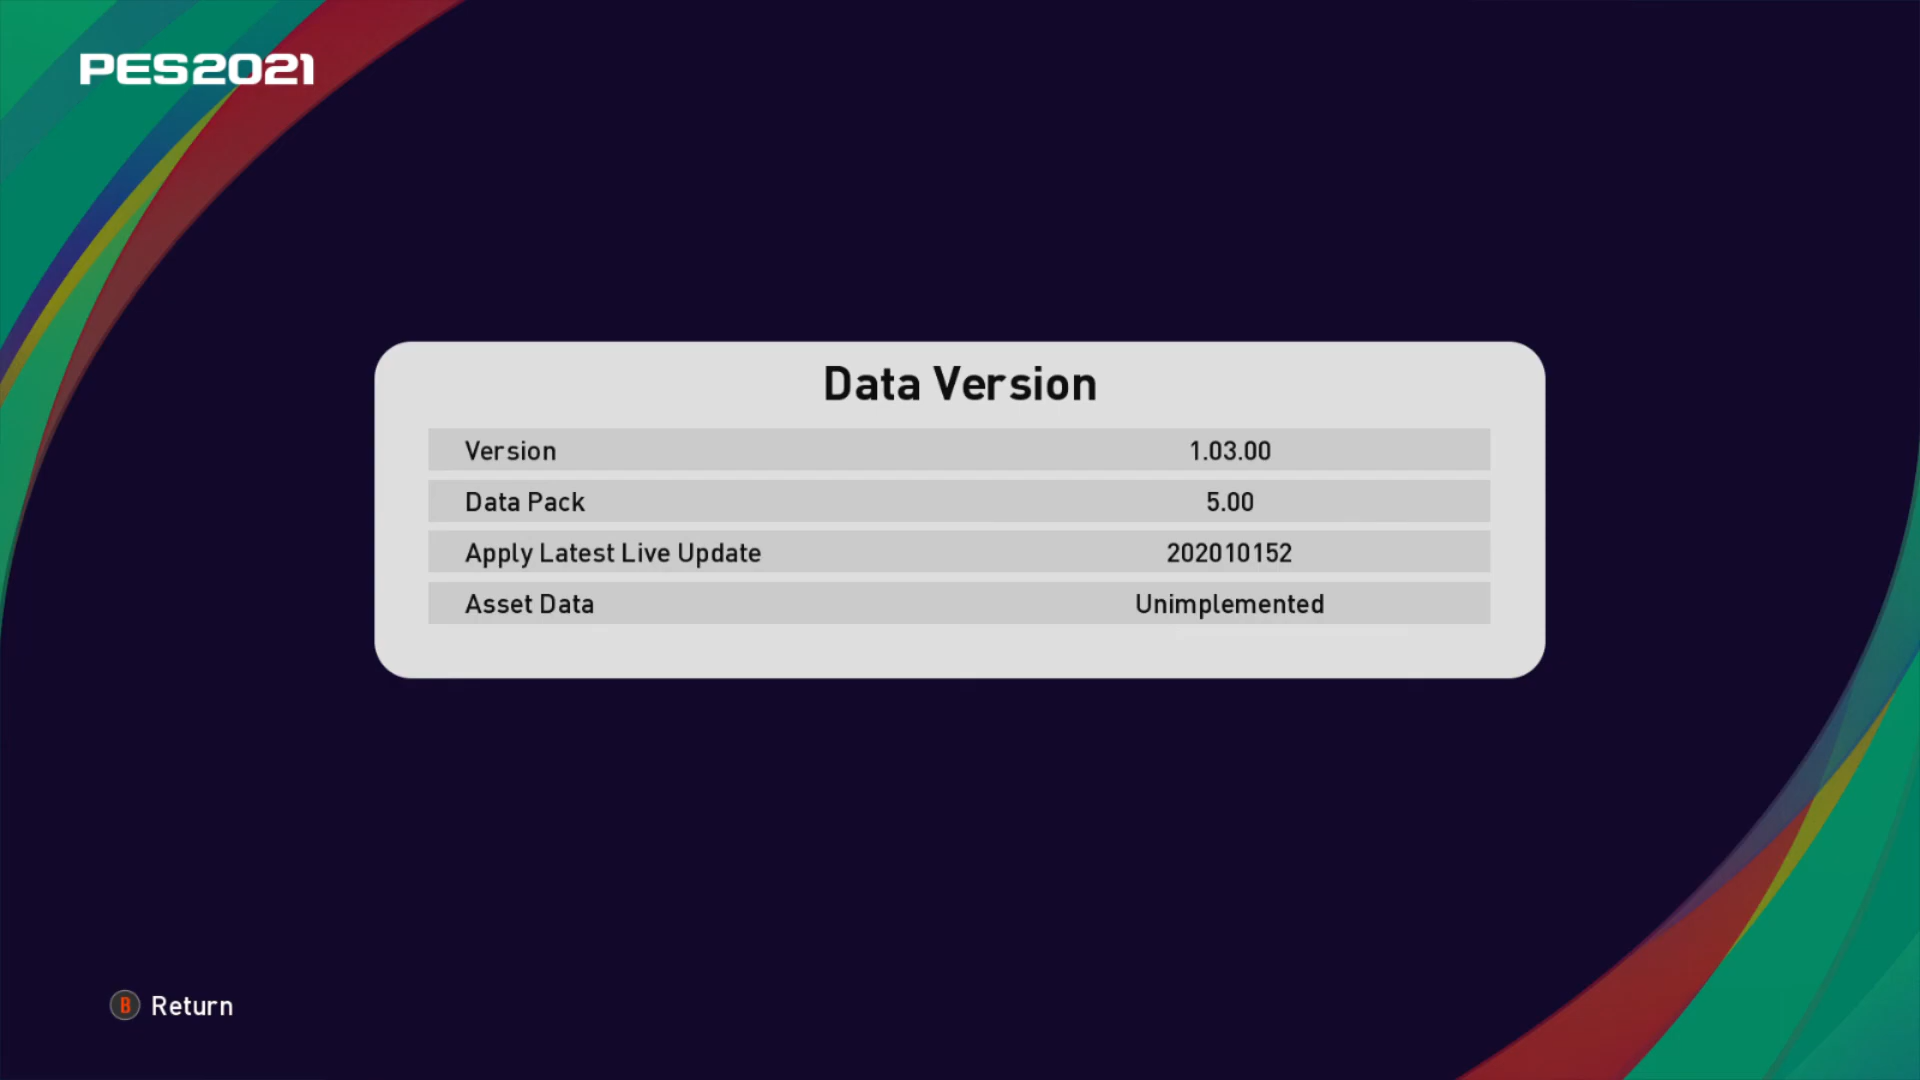 PES2021
Data Version
Version 1.03.00
Data Pack 5.00
Apply Latest Live Update 202010152
Asset Data Unimplemented
B Return